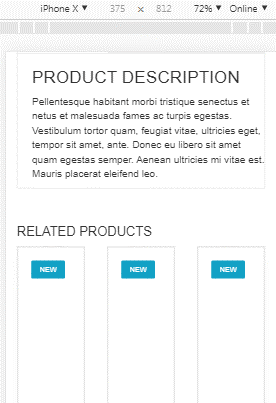 iPhone X ▼ 375 × 812 72% ▼ Online ▼
PRODUCT DESCRIPTION
Pellentesque habitant morbi tristique senectus et
netus et malesuada fames ac turpis egestas.
Vestibulum tortor quam, feugiat vitae, ultricies eget,
tempor sit amet, ante. Donec eu libero sit amet
quam egestas semper. Aenean ultricies mi vitae est.
Mauris placerat eleifend leo.
RELATED PRODUCTS
NEW NEW NEW